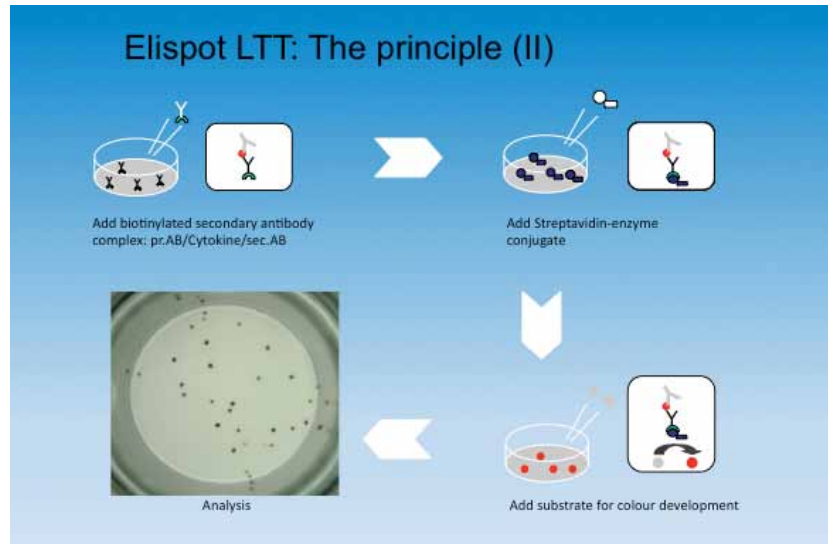 Elispot LTT: The principle (II)
Add biotinylated secondary antibody
complex: pr.AB/Cytokine/sec.AB
Add Streptavidin-enzyme
conjugate
Add substrate for colour development
Analysis